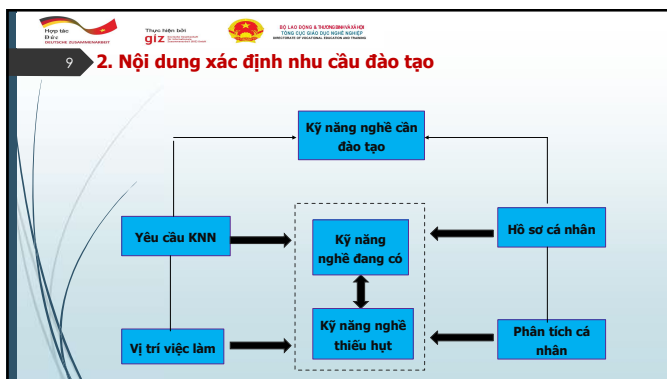 Hợp tác
Đức
DEUTSCHE ZUSAMMENARBEIT
Thực hiện bởi
giz
BỘ LAO ĐỘNG & THƯƠNG BINH VÀ XÃ HỘI
TỔNG CỤC GIÁO DỤC NGHỀ NGHIỆP
DIRECTORATE OF VOCATIONAL EDUCATION AND TRAINING
9
2. Nội dung xác định nhu cầu đào tạo
Kỹ năng nghề cần
đào tạo
Yêu cầu KNN
Kỹ năng
nghề đang có
Hồ sơ cá nhân
Vị trí việc làm
Kỹ năng nghề
thiếu hụt
Phân tích cá
nhân